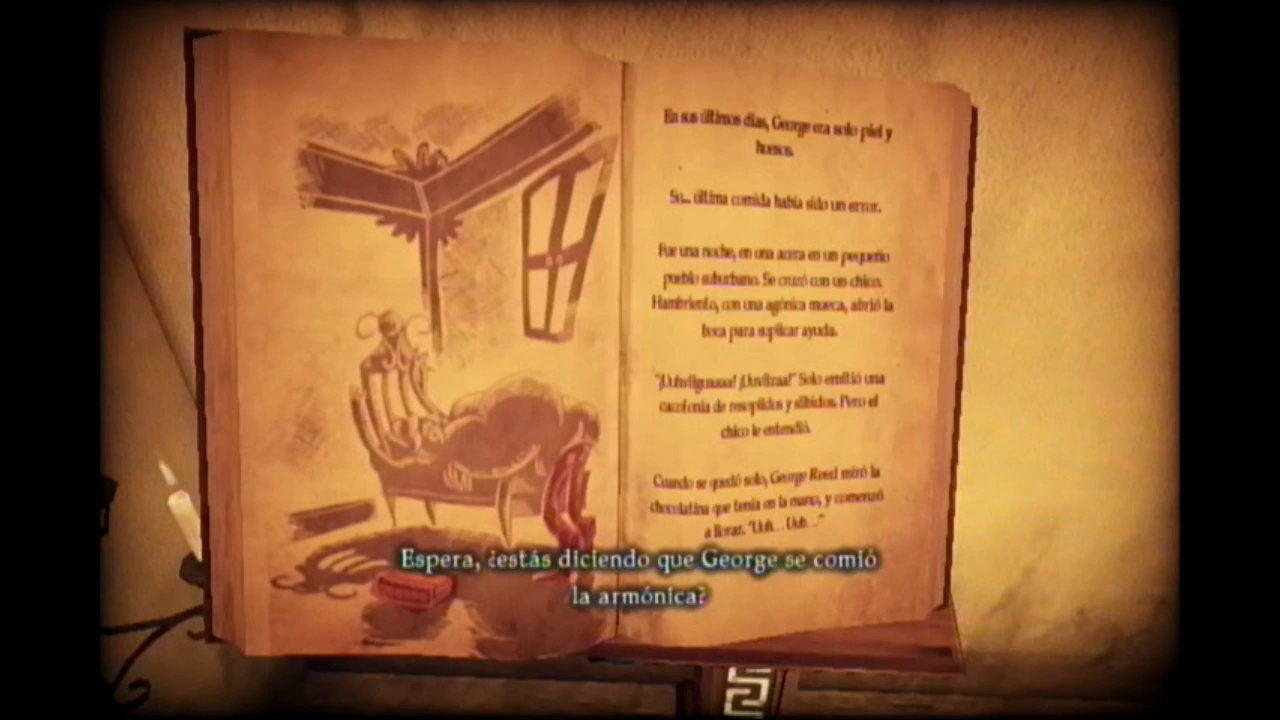 En sus últimos días, George era solo piel y
huesos.
Su... última comida había sido un error.
Fue una noche, en una acera en un pequeño
pueblo suburbano. Se cruzó con un chico.
Hambriento, con una agónica mueca, abrió la
boca para suplicar ayuda.
Solo emitió una
cacofonía de resoplidos y silbidos. Pero el
chico le entendió.
Cuando se quedó solo, George Reed miró la
chocolatina que tenía en la mano, y comenzó
a llorar. "Uuh... Uuh..."
Espera, ¿estás diciendo que George se comió
la armónica?